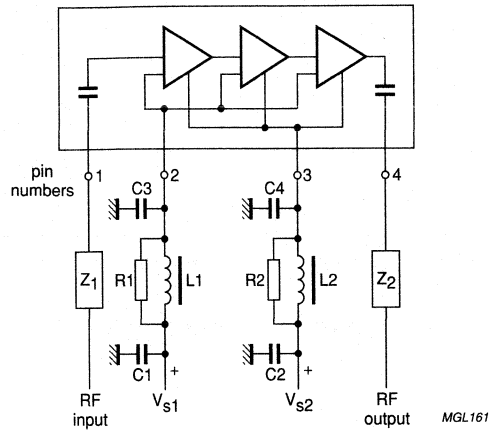 pin
numbers
1
2
3
4
C3
C4
Z1
R1
L1
R2
L2
Z2
C1
+
C2
+
RF
input
VS1
VS2
RF
output
MGL161